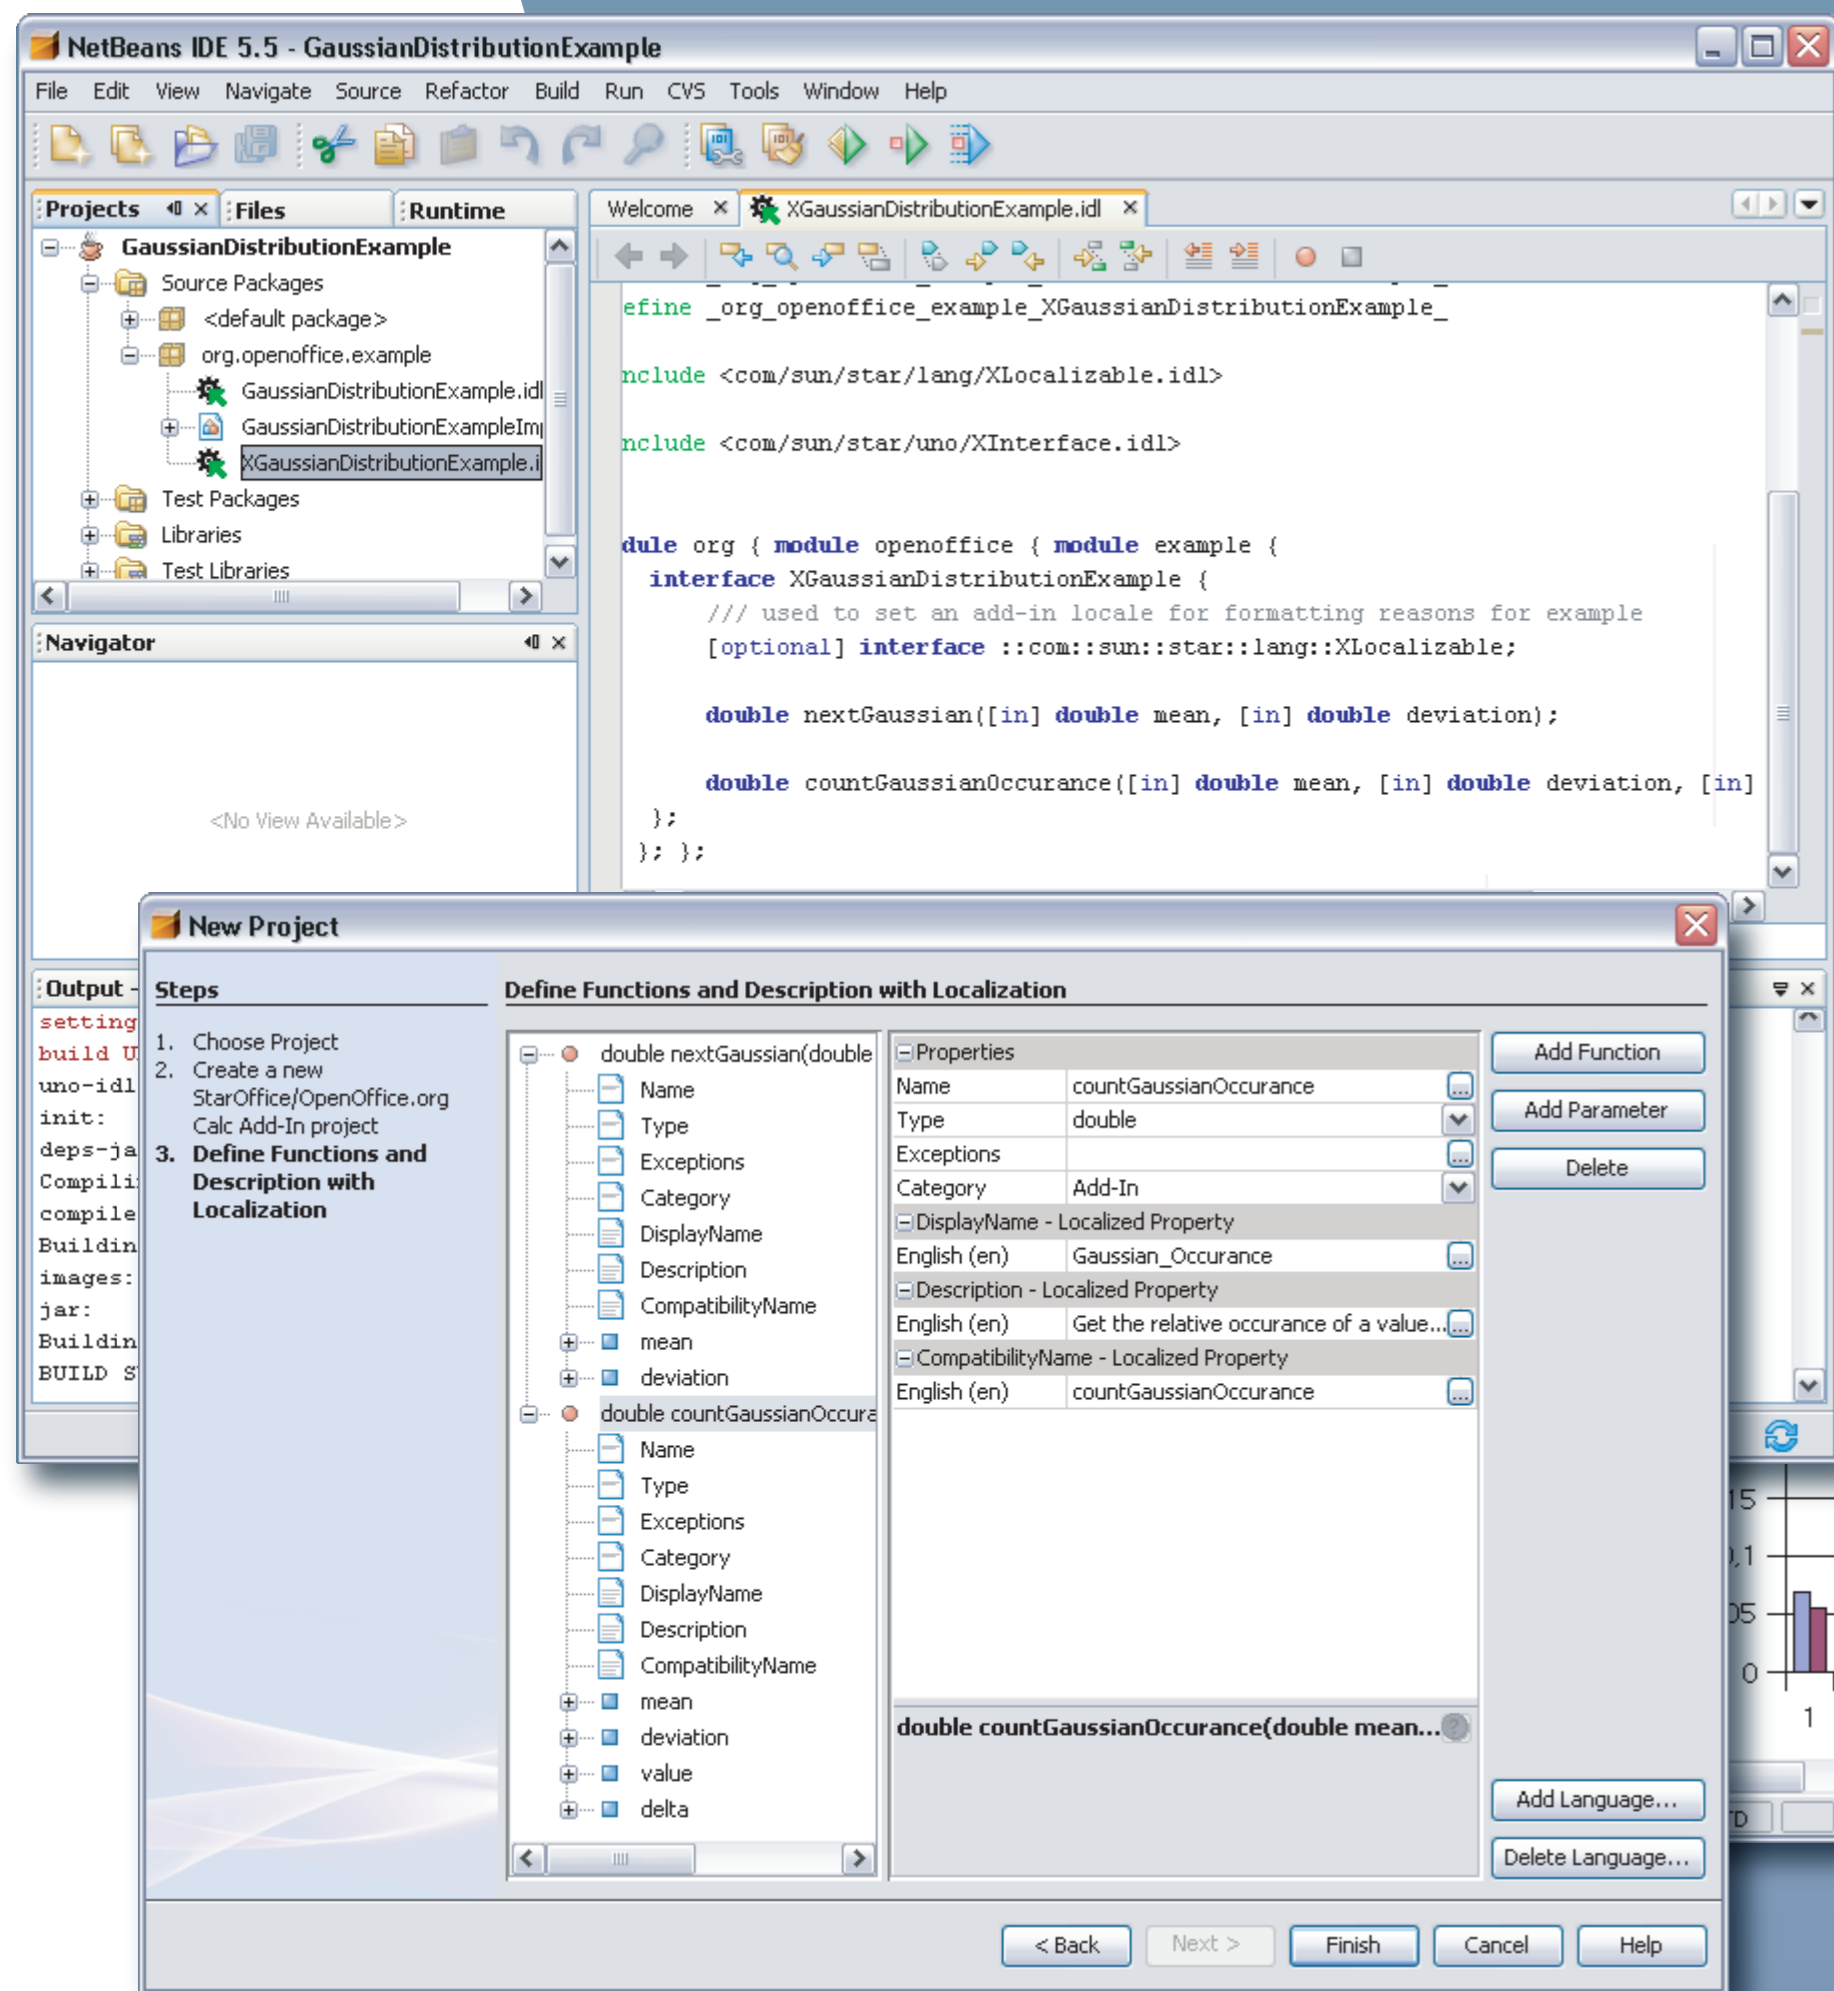 NetBeans IDE 5.5 - GaussianDistributionExample
File Edit View Navigate Source Refactor Build Run CVS Tools Window Help
Projects Files Runtime
GaussianDistributionExample
Source Packages
<default package>
org.openoffice.example
GaussianDistributionExample.idl
GaussianDistributionExampleImp
XGaussianDistributionExample.i
Test Packages
Libraries
Test Libraries
Navigator
<No View Available>
Welcome XGaussianDistributionExample.idl
efine _org_openoffice_example_XGaussianDistributionExample_
nclude <com/sun/star/lang/XLocalizable.idl>
nclude <com/sun/star/uno/XInterface.idl>
dule org { module openoffice { module example {
interface XGaussianDistributionExample {
/// used to set an add-in locale for formatting reasons for example
[optional] interface ::com::sun::star::lang::XLocalizable;
double nextGaussian([in] double mean, [in] double deviation);
double countGaussianOccurance([in] double mean, [in] double deviation, [in]
};
}; };
Output -
setting
build U
uno-idl
init:
deps-ja
Compili
compile
Buildin
images:
jar:
Buildin
BUILD S
New Project
Steps
1. Choose Project
2. Create a new
StarOffice/OpenOffice.org
Calc Add-In project
3. Define Functions and
Description with
Localization
Define Functions and Description with Localization
double nextGaussian(double
Name
Type
Exceptions
Category
DisplayName
Description
CompatibilityName
mean
deviation
double countGaussianOccura
Name
Type
Exceptions
Category
DisplayName
Description
CompatibilityName
mean
deviation
value
delta
Properties
Name countGaussianOccurance
Type double
Exceptions
Category Add-In
DisplayName - Localized Property
English (en) Gaussian_Occurance
Description - Localized Property
English (en) Get the relative occurance of a value...
CompatibilityName - Localized Property
English (en) countGaussianOccurance
double countGaussianOccurance(double mean...
Add Function
Add Parameter
Delete
Add Language...
Delete Language...
< Back Next > Finish Cancel Help
15
,1
05
0
1